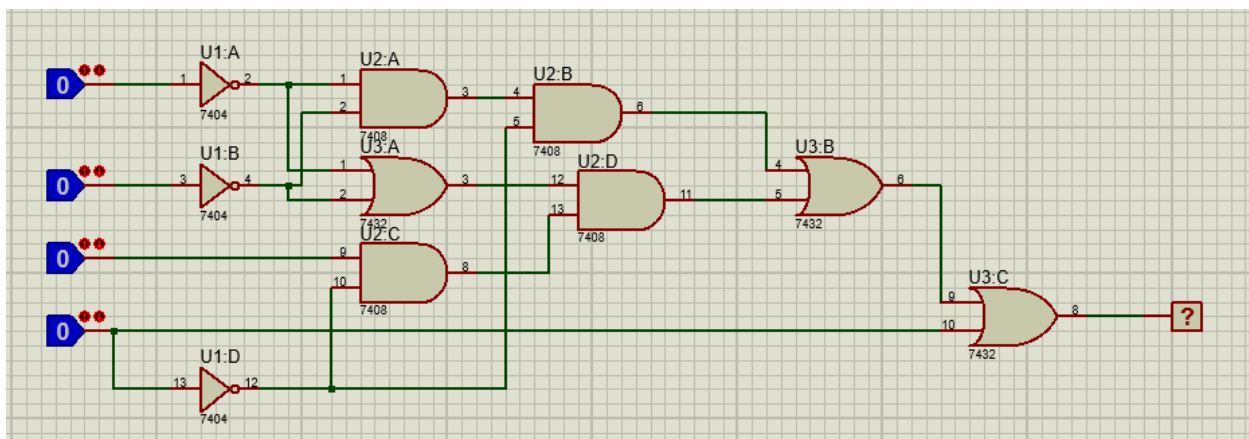 U1:A
U2:A
0 1 2 1 3
U2:B
4 6
2
7404 7408
5
7408
U1:B
U3:A
U2:D
U3:B
0 3 4 1 3 12 11 4 6
2 13 5
7404 7432 7408 7432
U2:C
0 9 8
10
7408
U3:C
9 8 ?
0 10
7432
U1:D
13 12
7404